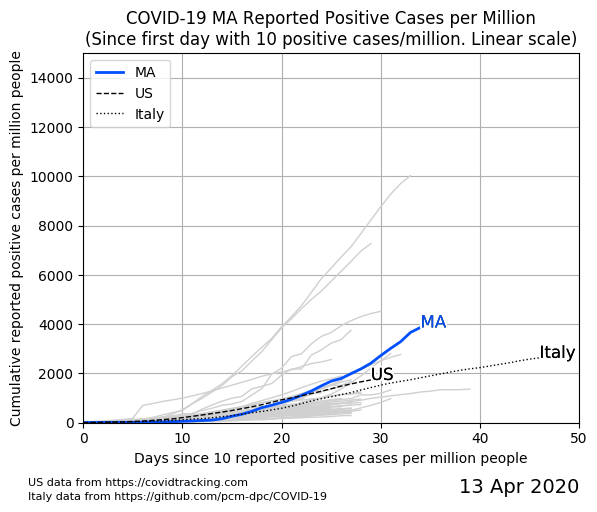 COVID-19 MA Reported Positive Cases per Million
(Since first day with 10 positive cases/million. Linear scale)
Cumulative reported positive cases per million people
14000
12000
10000
8000
6000
4000
2000
0
MA
US
Italy
MA
US
Italy
0 10 20 30 40 50
Days since 10 reported positive cases per million people
US data from https://covidtracking.com
Italy data from https://github.com/pcm-dpc/COVID-19
13 Apr 2020